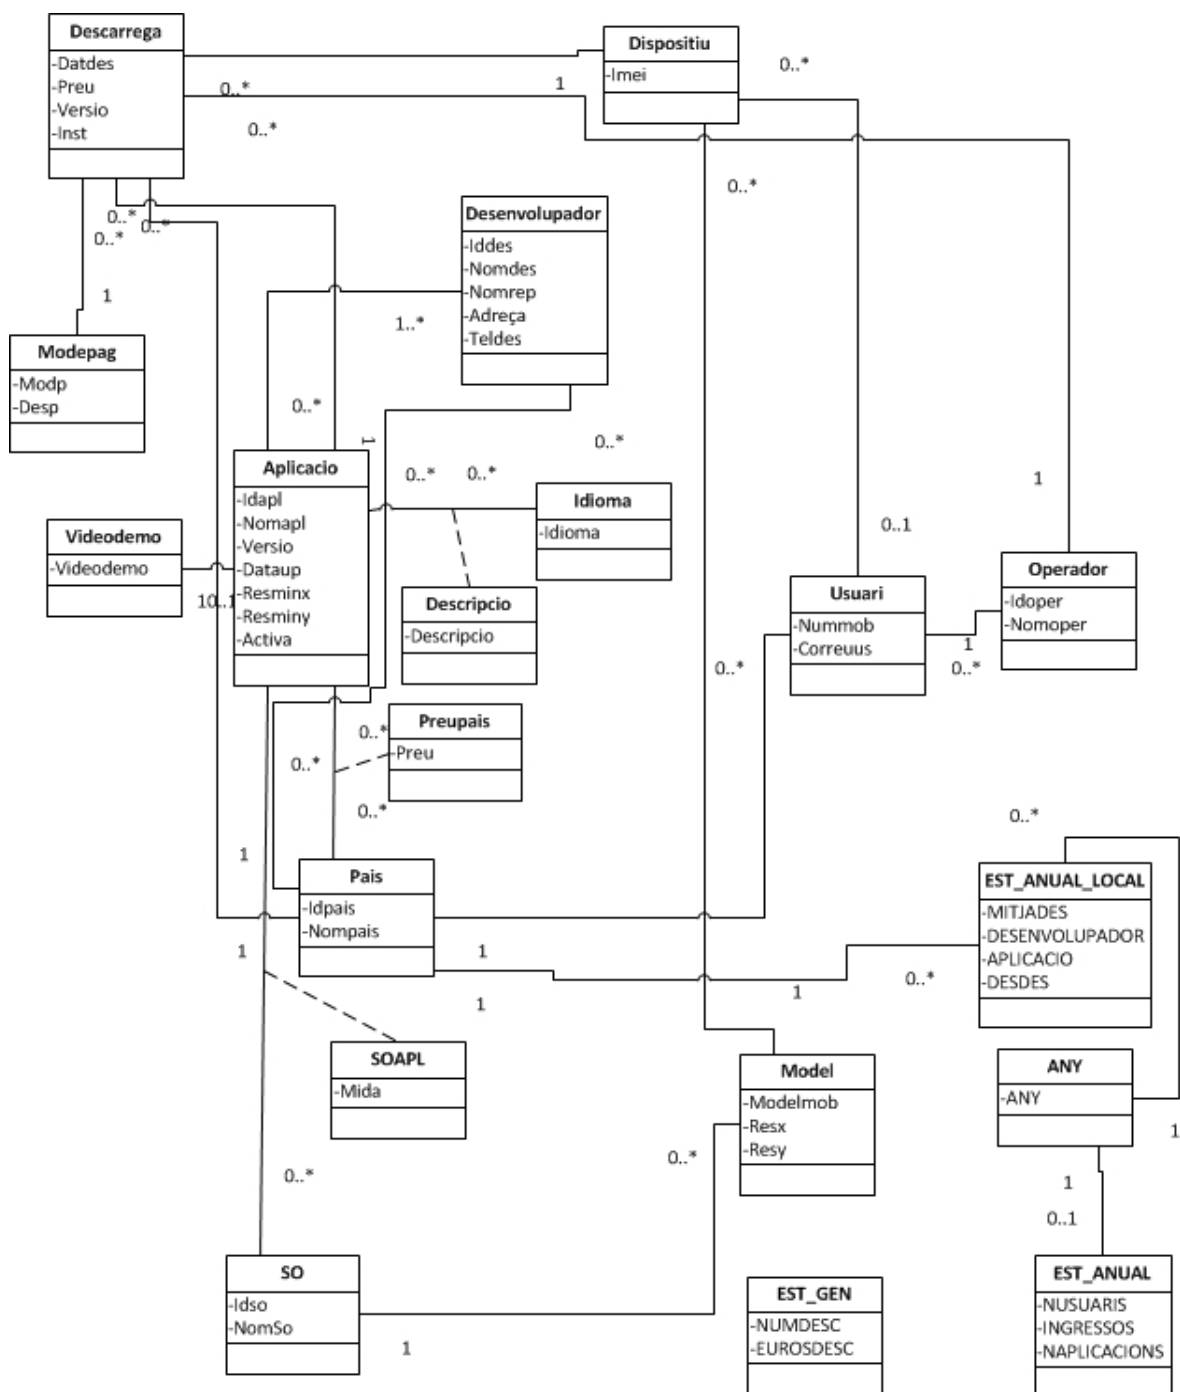 Descarrega
-Datdes
-Preu
-Versio
-Inst
Dispositiu
-Imei
0..*
0..*
1
0..*
0..*
0..*
0..*
0..*
0..*
1
Desenvolupador
-Iddes
-Nomdes
-Nomrep
-Adreça
-Teldes
1..*
Modepag
-Modp
-Desp
0..*
1
0..*
0..*
0..*
Aplicacio
-Idapl
-Nomapl
-Versio
-Dataup
-Resminx
-Resminy
-Activa
Idioma
-Idioma
1
0..1
Videodemo
-Videodemo
10..1
Descripcio
-Descripcio
Usuari
-Nummob
-Correuus
Operador
-Idoper
-Nomoper
1
0..*
0..*
Preupais
-Preu
0..*
0..*
0..*
1
Pais
-Idpais
-Nompais
0..*
EST_ANUAL_LOCAL
-MITJADES
-DESENVOLUPADOR
-APLICACIO
-DESDES
1
1
0..*
1
1
SOAPL
-Mida
Model
-Modelmob
-Resx
-Resy
ANY
-ANY
1
0..*
0..*
1
0..1
SO
-Idso
-NomSo
1
EST_GEN
-NUMDESC
-EUROSDESC
EST_ANUAL
-NUSUARIS
-INGRESSOS
-NAPLICACIONS